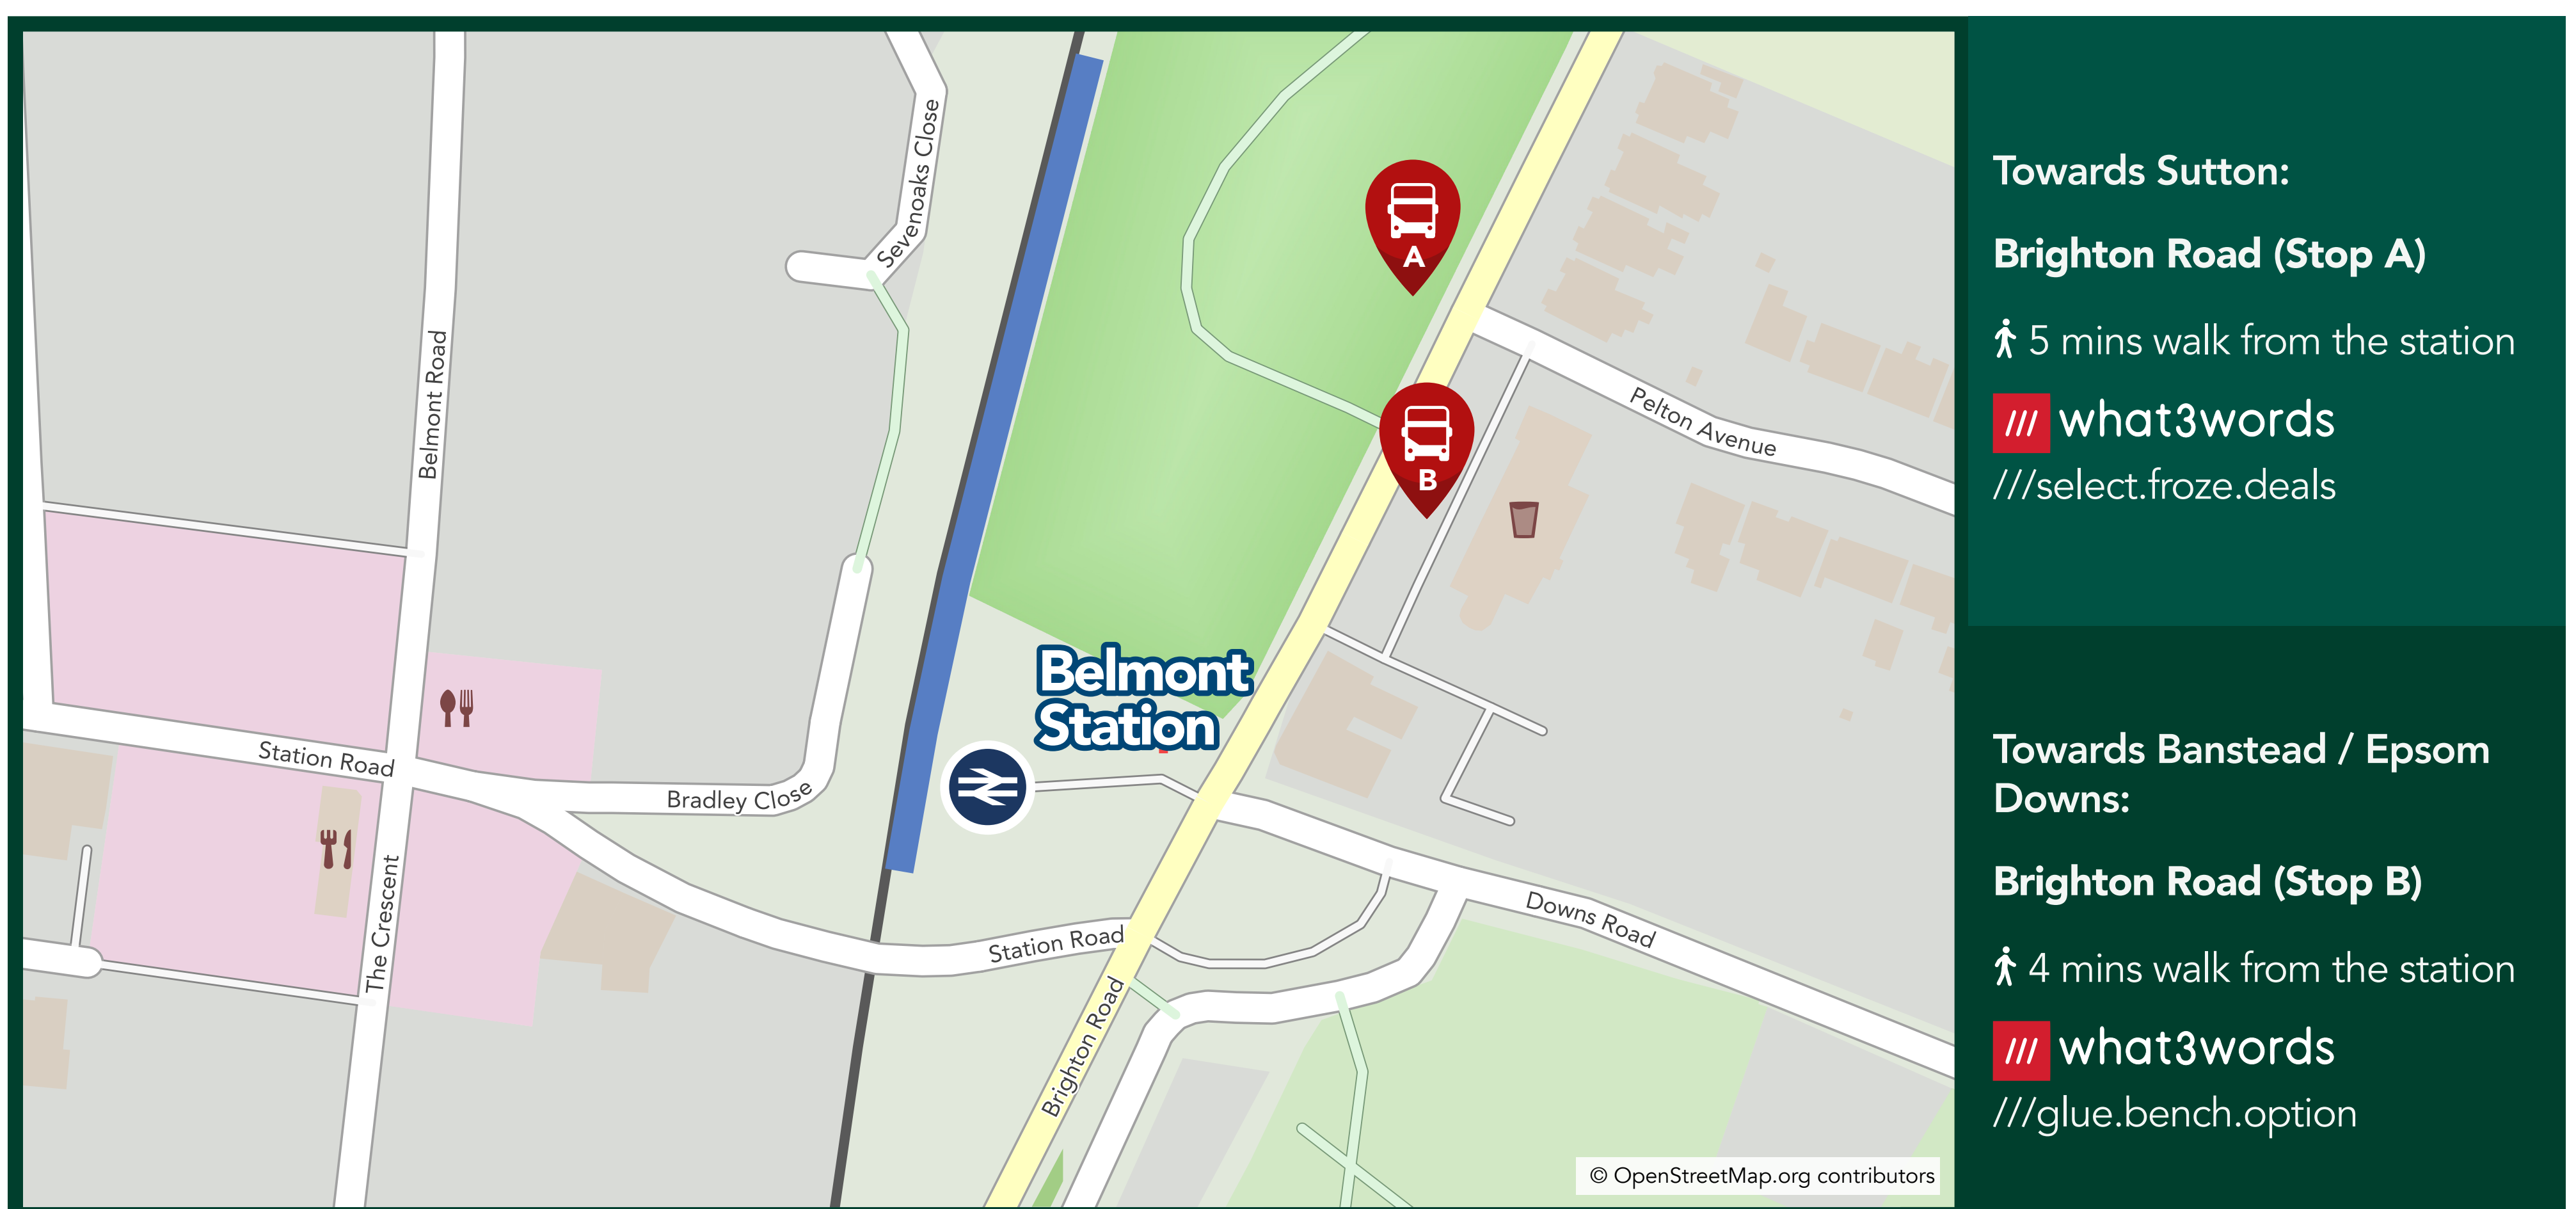 Sevenoaks Close
Belmont Road
A
B
Pelton Avenue
Belmont
Station
Station Road
Bradley Close
The Crescent
Station Road
Downs Road
Brighton Road
© OpenStreetMap.org contributors
Towards Sutton:
Brighton Road (Stop A)
5 mins walk from the station
/// what3words
///select.froze.deals
Towards Banstead / Epsom
Downs:
Brighton Road (Stop B)
4 mins walk from the station
/// what3words
///glue.bench.option